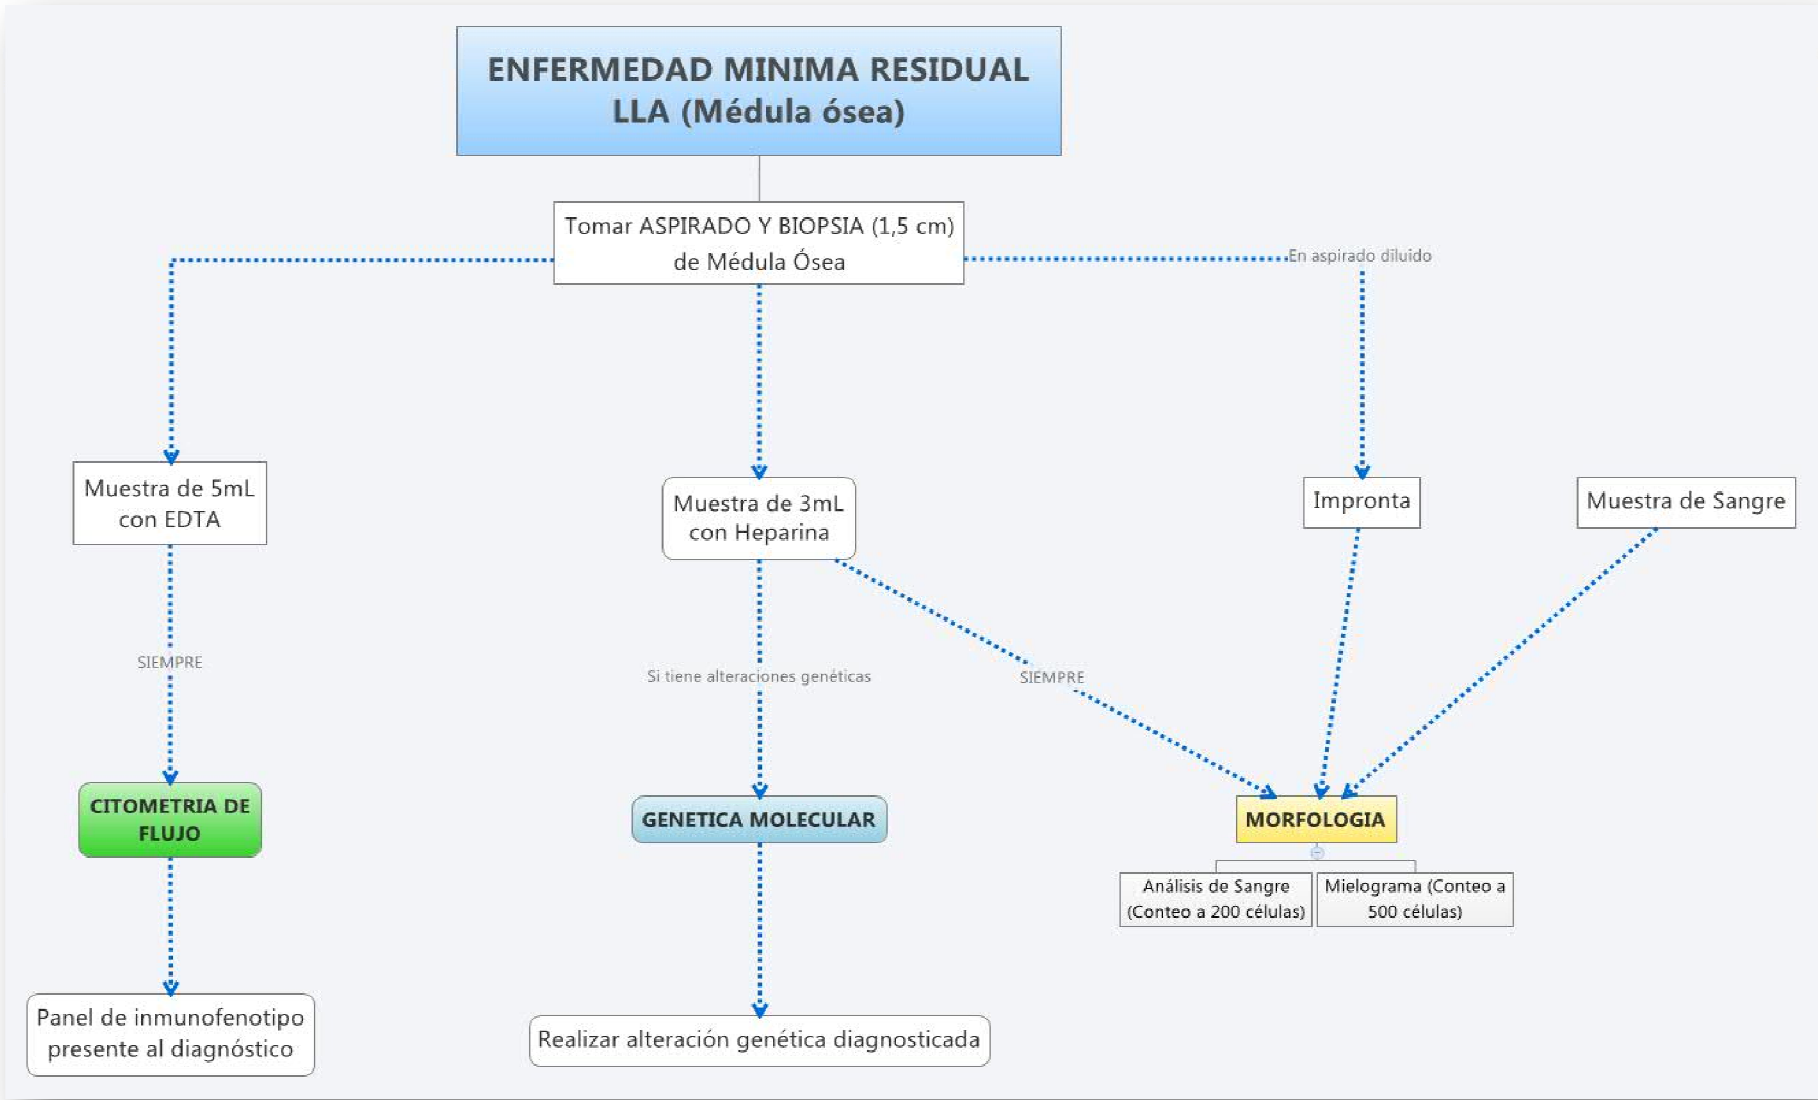 ENFERMEDAD MINIMA RESIDUAL
LLA (Médula ósea)
Tomar ASPIRADO Y BIOPSIA (1,5 cm)
de Médula Ósea
En aspirado diluido
Muestra de 5mL
con EDTA
Muestra de 3mL
con Heparina
Impronta
Muestra de Sangre
SIEMPRE
Si tiene alteraciones genéticas
SIEMPRE
CITOMETRIA DE
FLUJO
GENETICA MOLECULAR
MORFOLOGIA
Análisis de Sangre
(Conteo a 200 células)
Mielograma (Conteo a
500 células)
Panel de inmunofenotipo
presente al diagnóstico
Realizar alteración genética diagnosticada